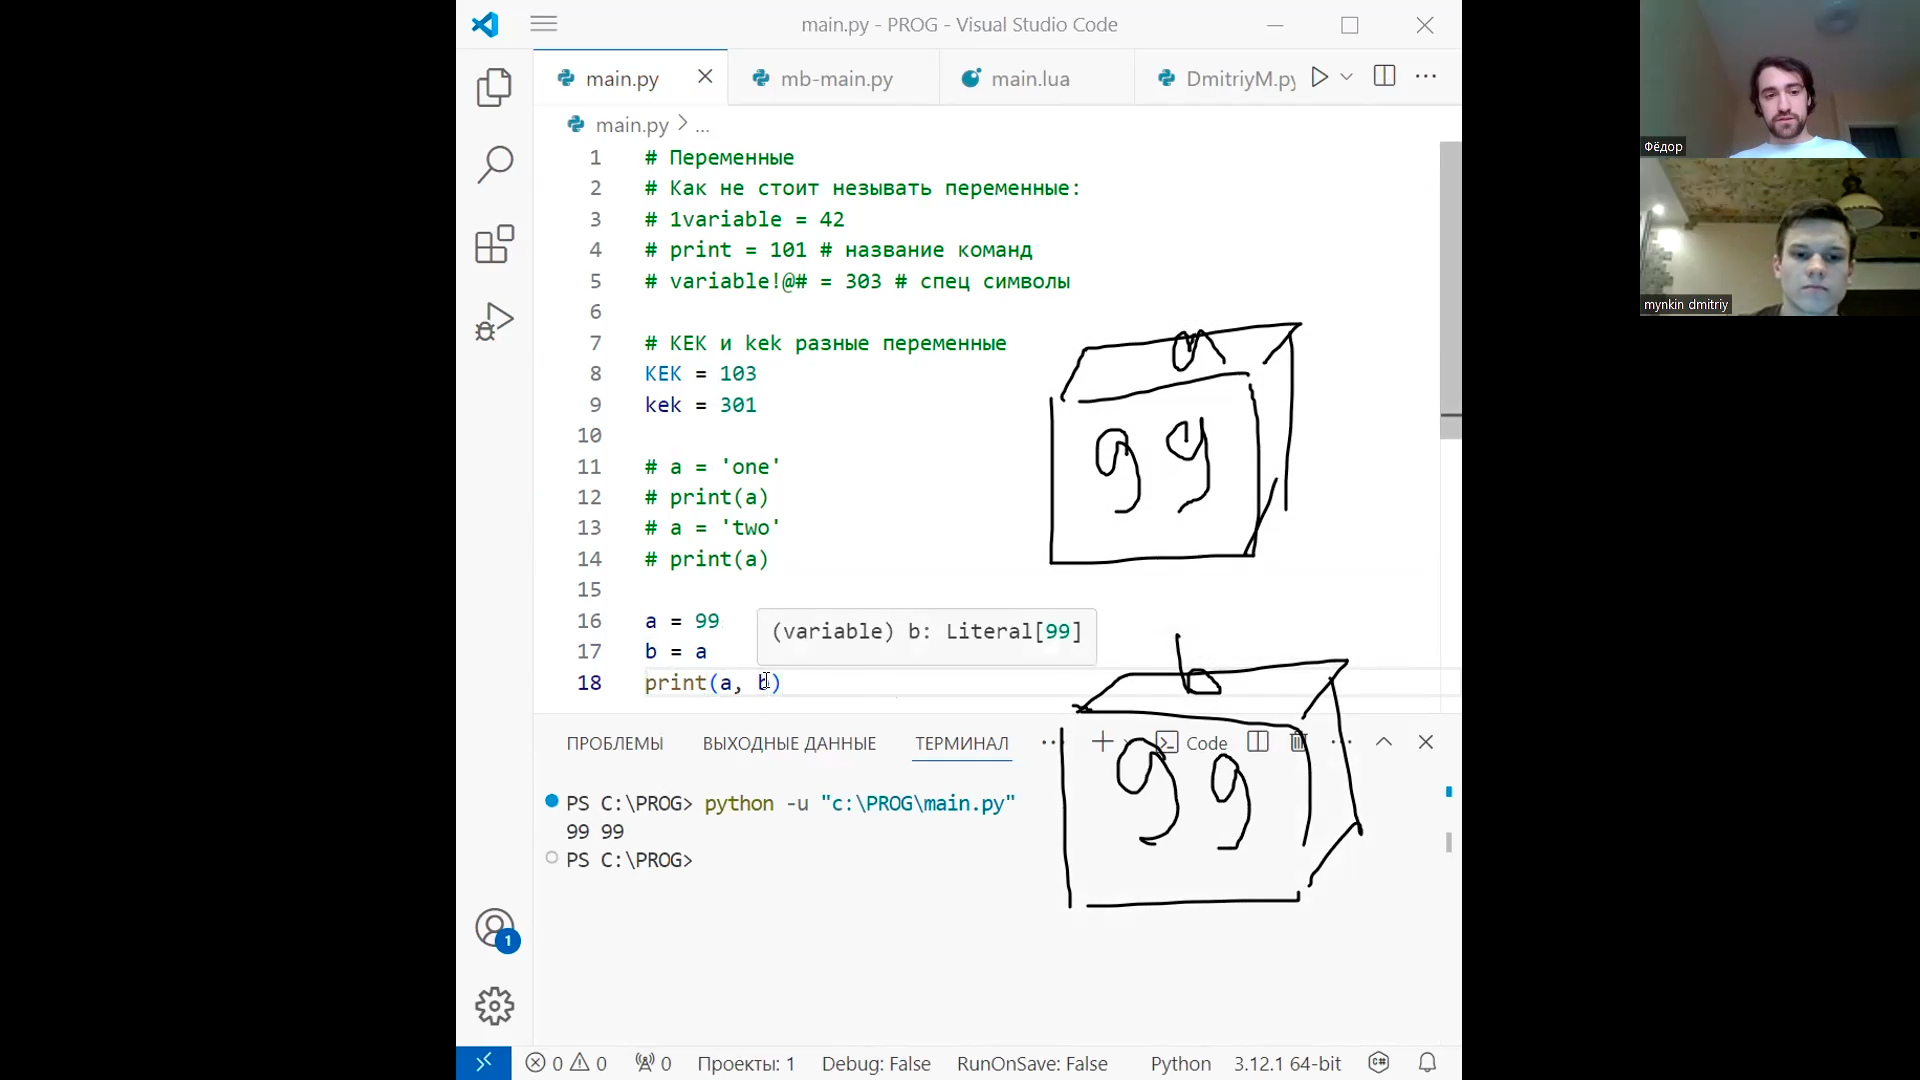 main.py - PROG - Visual Studio Code
main.py
mb-main.py
main.lua
DmitriyM.py
main.py > ...
1 # Переменные
2 # Как не стоит незывать переменные:
3 # 1variable = 42
4 # print = 101 # название команд
5 # variable!@# = 303 # спец символы
6
7 # КЕК и kek разные переменные
8 KEK = 103
9 kek = 301
10
11 # a = 'one'
12 # print(a)
13 # a = 'two'
14 # print(a)
15
16 a = 99
17 b = a
18 print(a, b)
(variable) b: Literal[99]
a
99
b
99
ПРОБЛЕМЫ ВЫХОДНЫЕ ДАННЫЕ ТЕРМИНАЛ ... Code ...
PS C:\PROG> python -u "c:\PROG\main.py"
99 99
PS C:\PROG>
1
0 0 0 Проекты: 1 Debug: False RunOnSave: False Python 3.12.1 64-bit
Фёдор
mynkin dmitriy